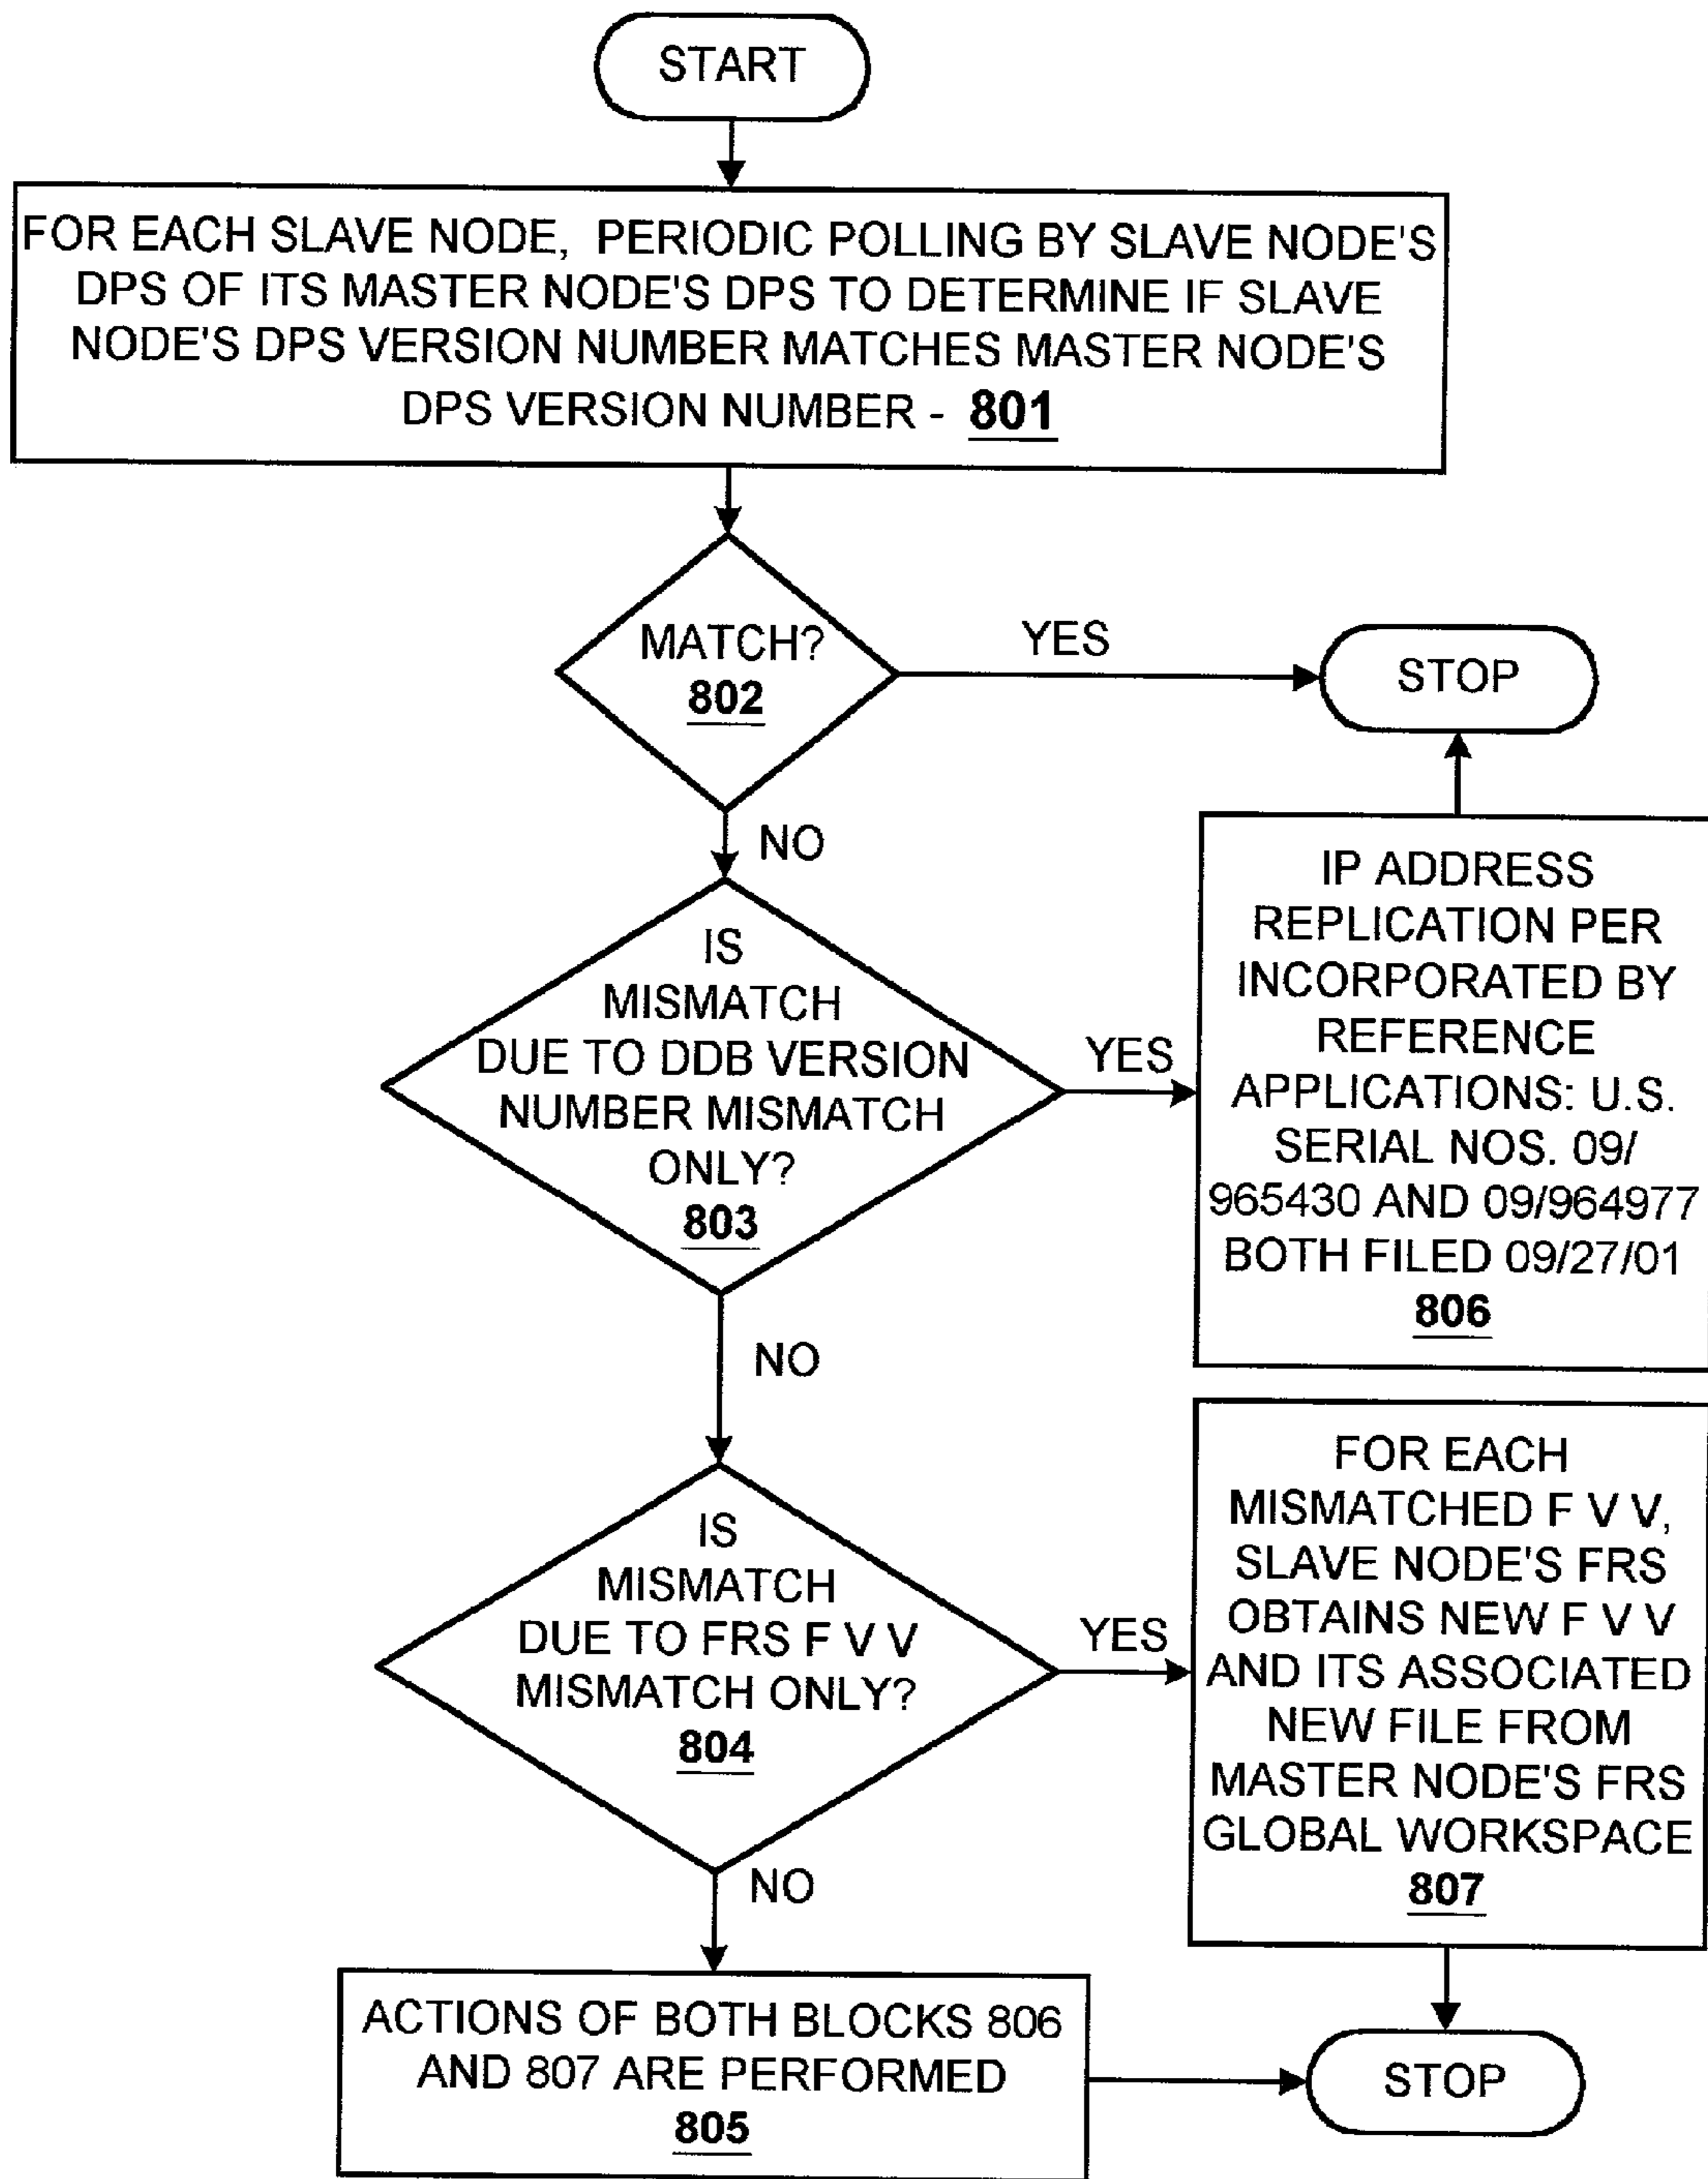 START
FOR EACH SLAVE NODE, PERIODIC POLLING BY SLAVE NODE'S
DPS OF ITS MASTER NODE'S DPS TO DETERMINE IF SLAVE
NODE'S DPS VERSION NUMBER MATCHES MASTER NODE'S
DPS VERSION NUMBER - 801
MATCH?
802
YES
STOP
NO
IS
MISMATCH
DUE TO DDB VERSION
NUMBER MISMATCH
ONLY?
803
YES
IP ADDRESS
REPLICATION PER
INCORPORATED BY
REFERENCE
APPLICATIONS: U.S.
SERIAL NOS. 09/
965430 AND 09/964977
BOTH FILED 09/27/01
806
NO
IS
MISMATCH
DUE TO FRS F V V
MISMATCH ONLY?
804
YES
FOR EACH
MISMATCHED F V V,
SLAVE NODE'S FRS
OBTAINS NEW F V V
AND ITS ASSOCIATED
NEW FILE FROM
MASTER NODE'S FRS
GLOBAL WORKSPACE
807
NO
ACTIONS OF BOTH BLOCKS 806
AND 807 ARE PERFORMED
805
STOP